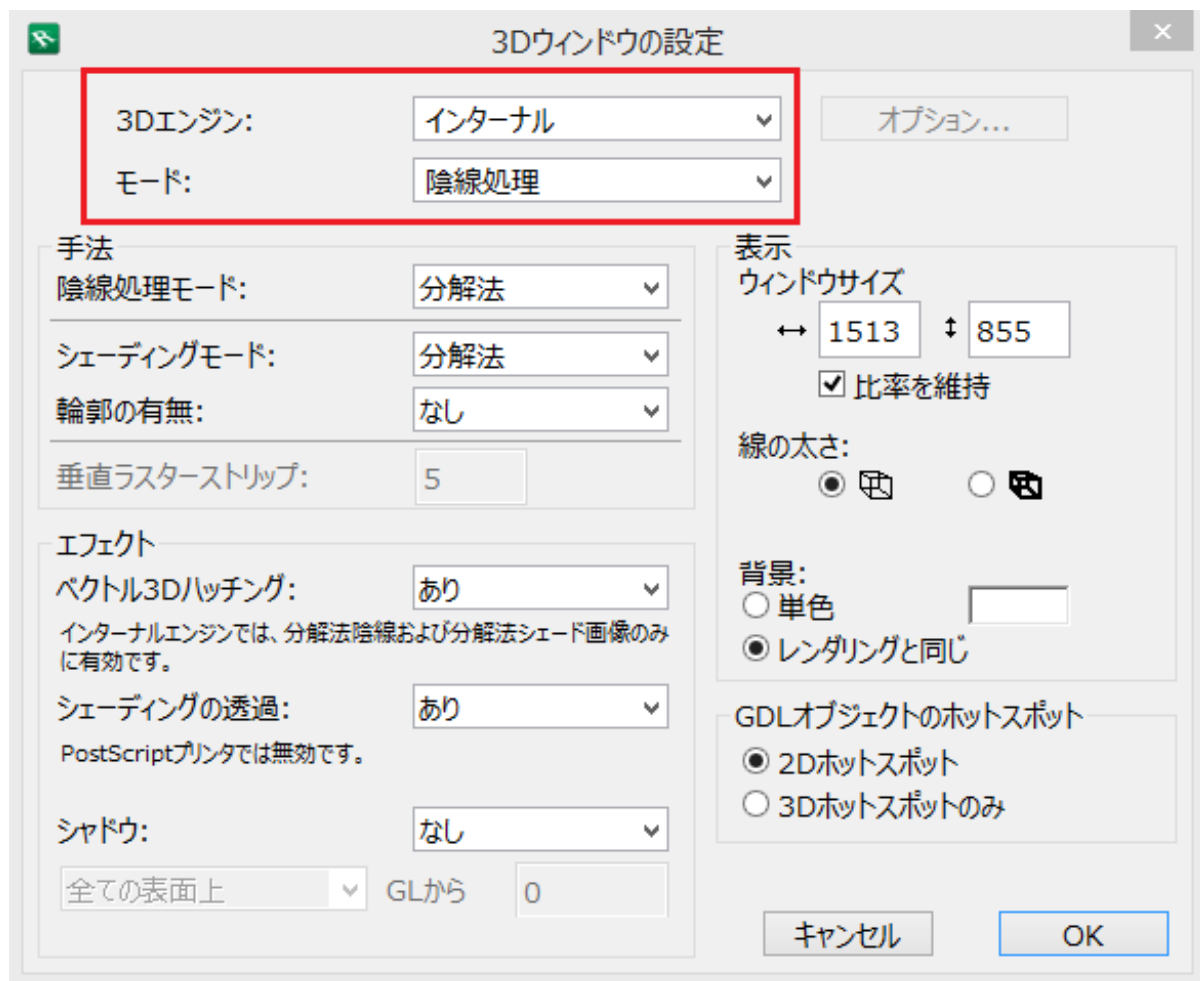 3Dウィンドウの設定
3Dエンジン: インターナル オプション...
モード: 陰線処理
手法
陰線処理モード: 分解法
シェーディングモード: 分解法
輪郭の有無: なし
垂直ラスターストリップ: 5
エフェクト
ベクトル3Dハッチング: あり
インターナルエンジンでは、分解法陰線および分解法シェード画像のみ
に有効です。
シェーディングの透過: あり
PostScriptプリンタでは無効です。
シャドウ: なし
全ての表面上 GLから 0
表示
ウィンドウサイズ
1513 855
比率を維持
線の太さ:
背景:
単色
レンダリングと同じ
GDLオブジェクトのホットスポット
2Dホットスポット
3Dホットスポットのみ
キャンセル OK